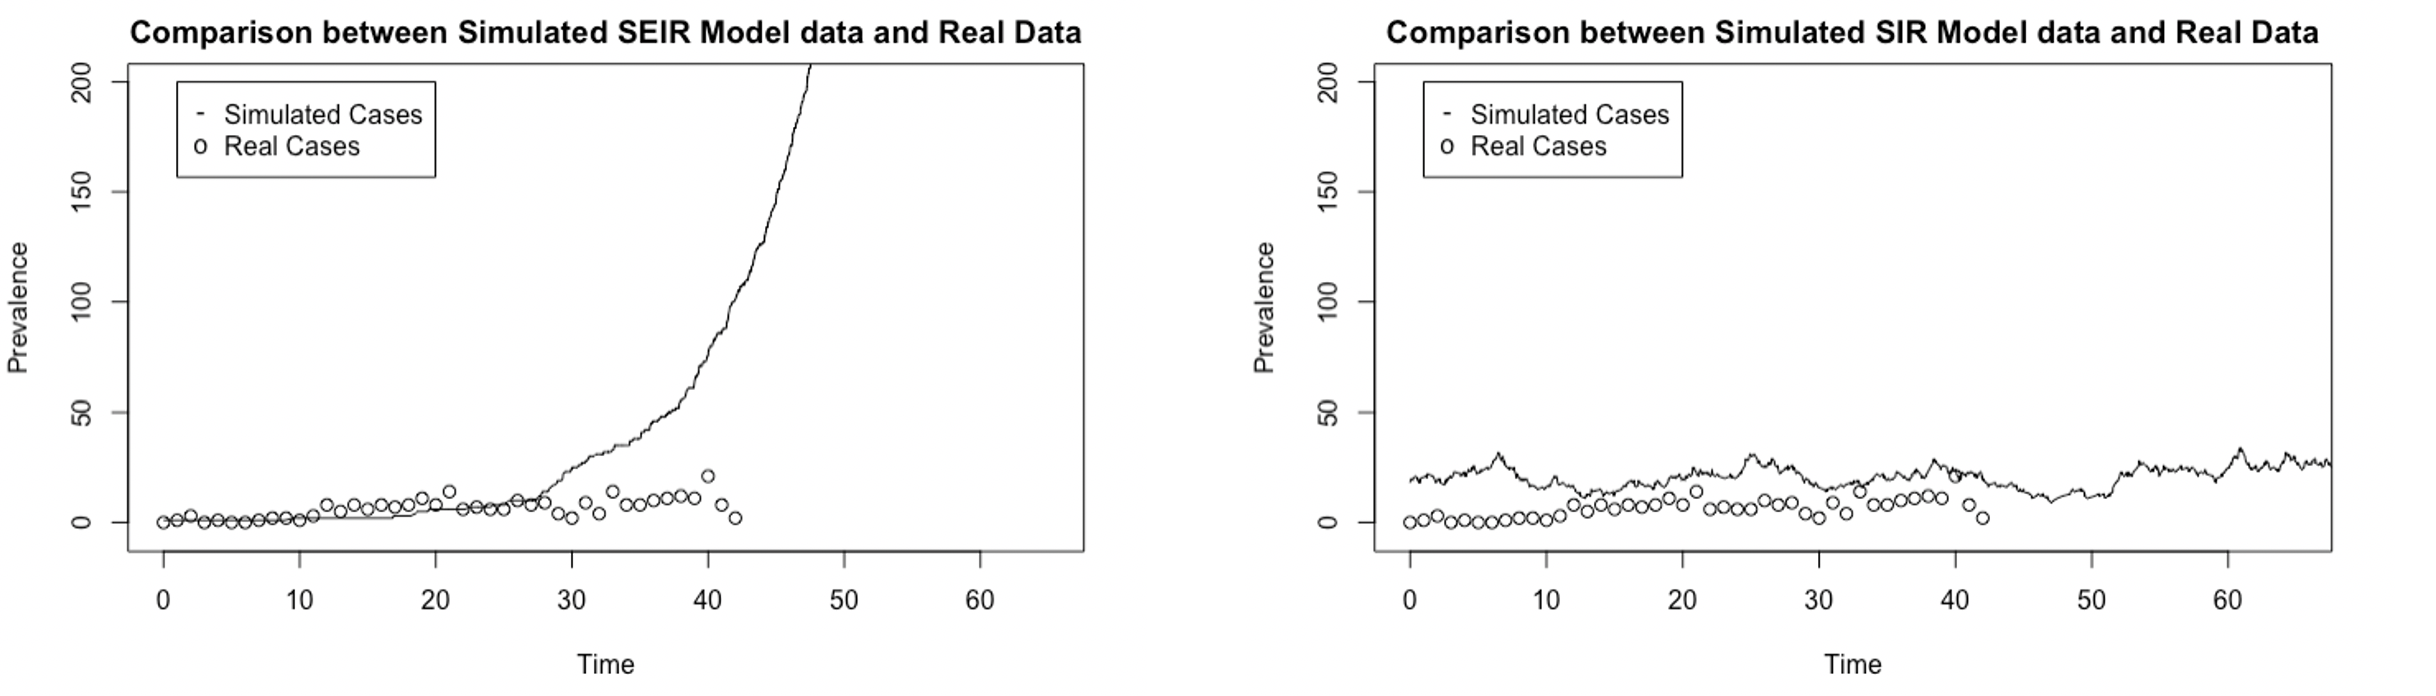 Comparison between Simulated SEIR Model data and Real Data
200
150
100
50
0
Prevalence
- Simulated Cases
o Real Cases
0 10 20 30 40 50 60
Time
Comparison between Simulated SIR Model data and Real Data
200
150
100
50
0
Prevalence
- Simulated Cases
o Real Cases
0 10 20 30 40 50 60
Time